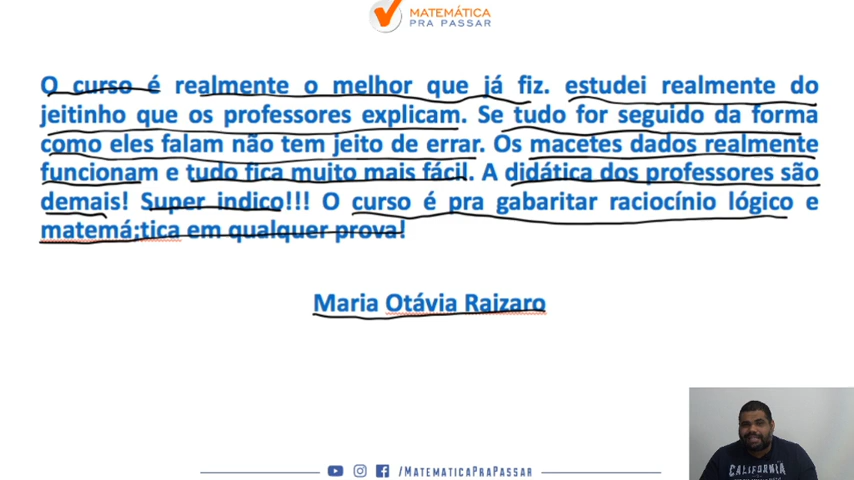 MATEMÁTICA
PRA PASSAR
O curso é realmente o melhor que já fiz. estudei realmente do
jeitinho que os professores explicam. Se tudo for seguido da forma
como eles falam não tem jeito de errar. Os macetes dados realmente
funcionam e tudo fica muito mais fácil. A didática dos professores são
demais! Super indico!!! O curso é pra gabaritar raciocínio lógico e
matemá;tica em qualquer prova!
Maria Otávia Raizaro
/MATEMATICAPRAPASSAR
CALIFORNIA